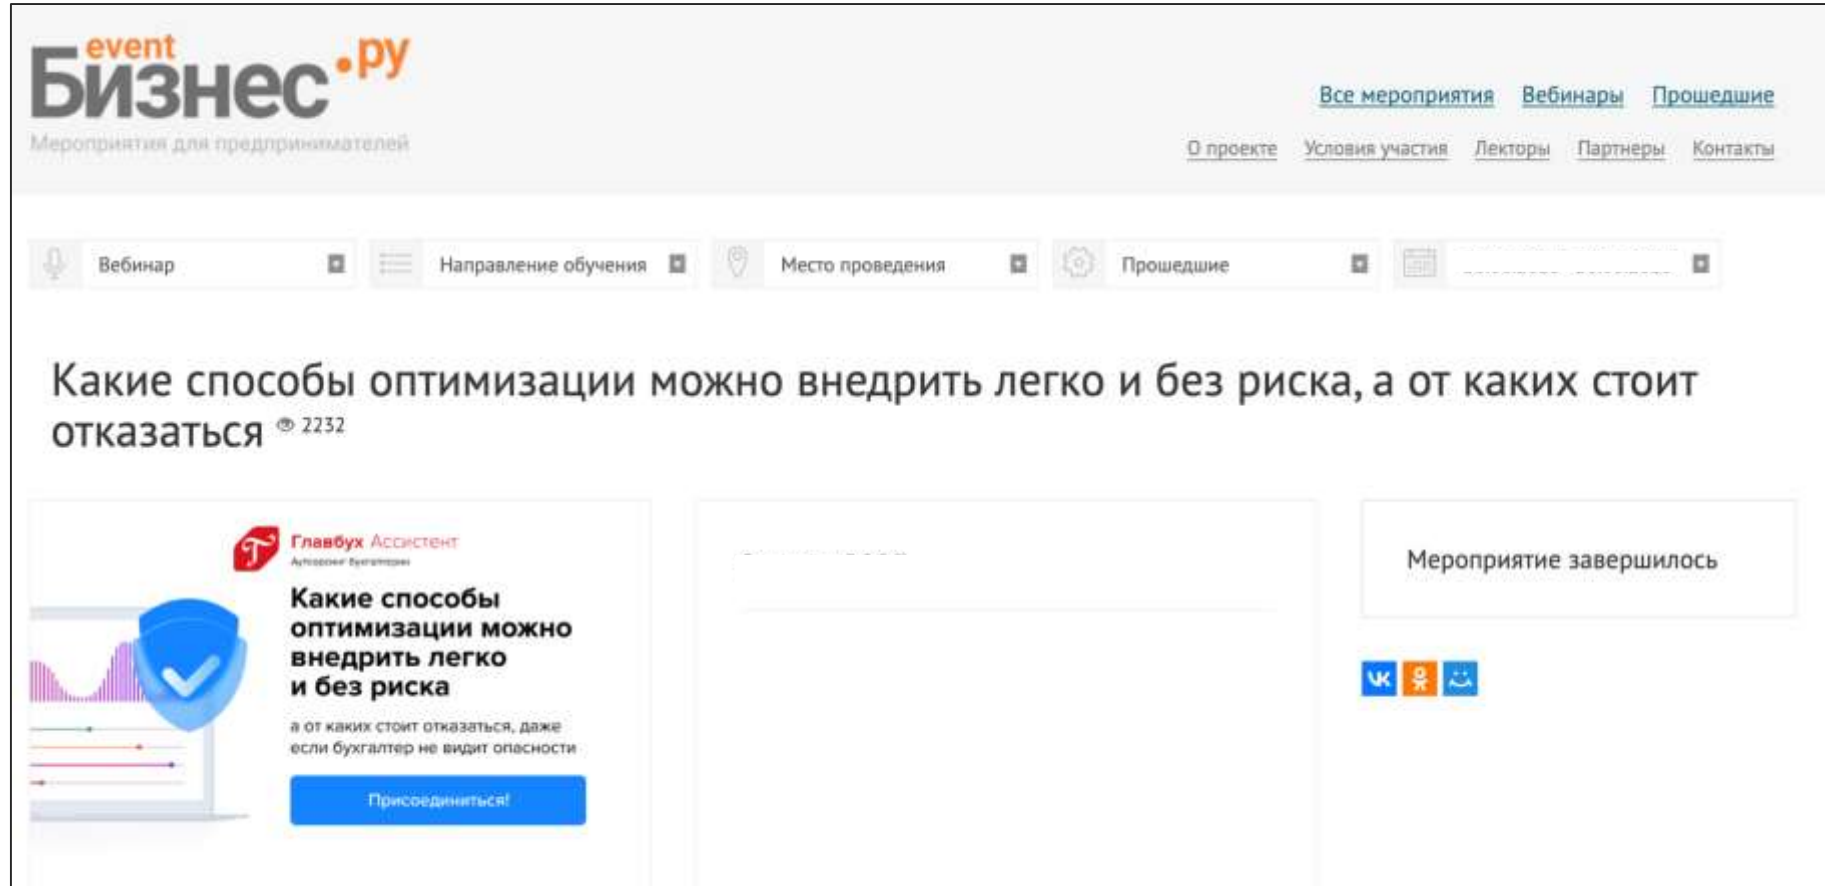 event
Бизнес.ру
Мероприятия для предпринимателей
Все мероприятия Вебинары Прошедшие
О проекте Условия участия Лекторы Партнеры Контакты
Вебинар Направление обучения Место проведения Прошедшие
Какие способы оптимизации можно внедрить легко и без риска, а от каких стоит
отказаться 2232
Главбух Ассистент
Аутсорсинг бухгалтерии
Какие способы
оптимизации можно
внедрить легко
и без риска
а от каких стоит отказаться, даже
если бухгалтер не видит опасности
Присоединиться!
Мероприятие завершилось